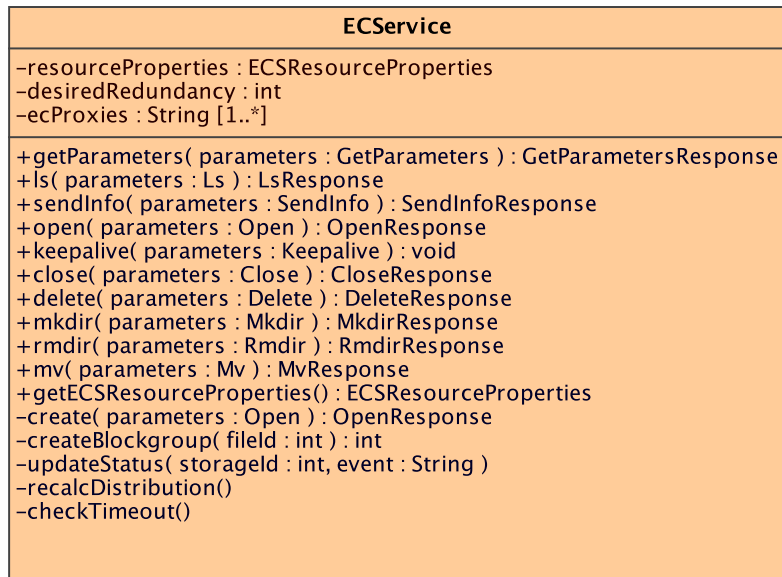 ECService
-resourceProperties : ECSResourceProperties
-desiredRedundancy : int
-ecProxies : String [1..*]
+getParameters( parameters : GetParameters ) : GetParametersResponse
+ls( parameters : Ls ) : LsResponse
+sendInfo( parameters : SendInfo ) : SendInfoResponse
+open( parameters : Open ) : OpenResponse
+keepalive( parameters : Keepalive ) : void
+close( parameters : Close ) : CloseResponse
+delete( parameters : Delete ) : DeleteResponse
+mkdir( parameters : Mkdir ) : MkdirResponse
+rmdir( parameters : Rmdir ) : RmdirResponse
+mv( parameters : Mv ) : MvResponse
+getECSResourceProperties() : ECSResourceProperties
-create( parameters : Open ) : OpenResponse
-createBlockgroup( fileId : int ) : int
-updateStatus( storageId : int, event : String )
-recalcDistribution()
-checkTimeout()